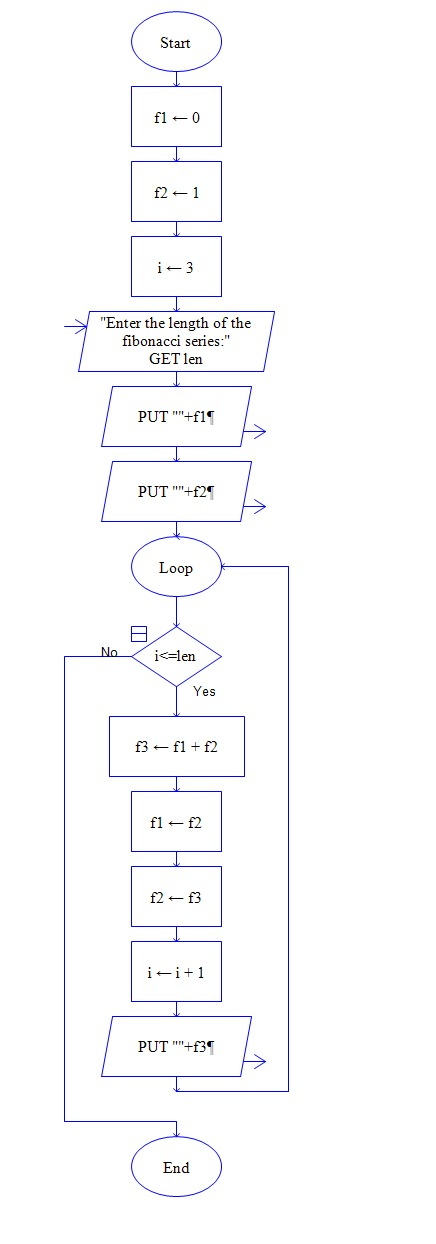 Start
f1 ← 0
f2 ← 1
i ← 3
"Enter the length of the
fibonacci series:"
GET len
PUT ""+f1¶
PUT ""+f2¶
Loop
No
i<=len
Yes
f3 ← f1 + f2
f1 ← f2
f2 ← f3
i ← i + 1
PUT ""+f3¶
End